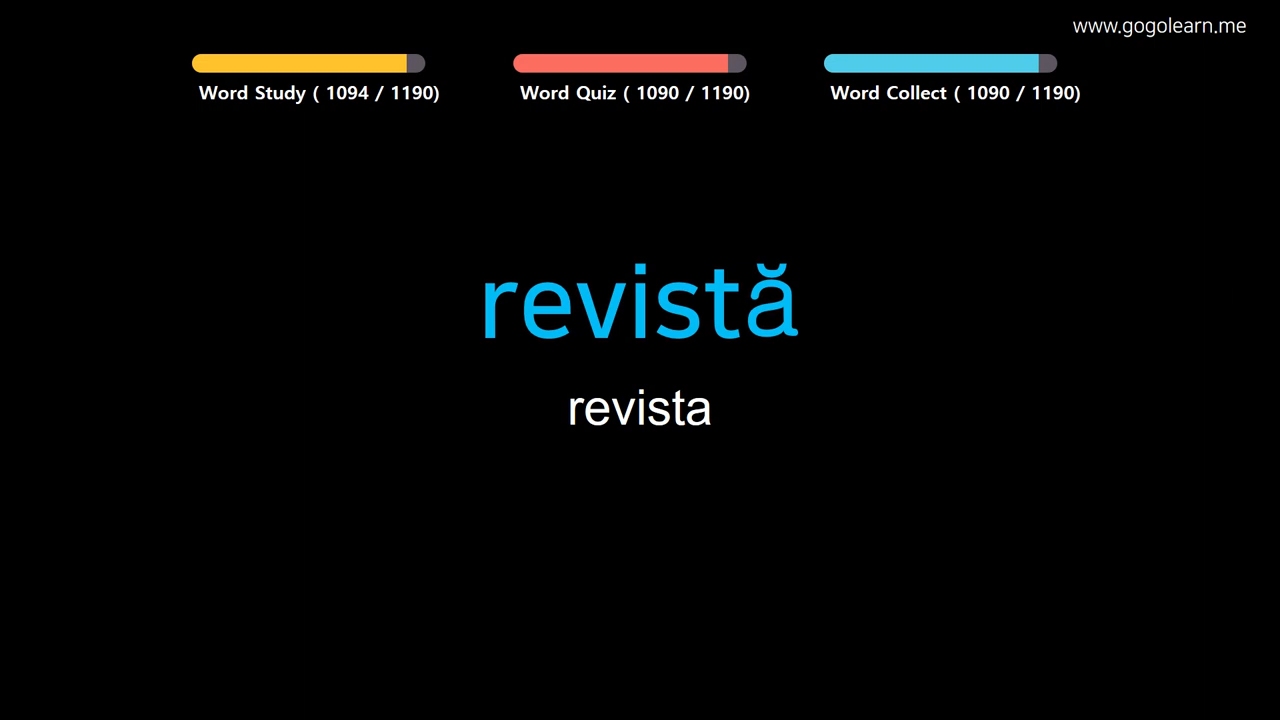 www.gogolearn.me
Word Study ( 1094 / 1190)
Word Quiz ( 1090 / 1190)
Word Collect ( 1090 / 1190)
revistă
revista